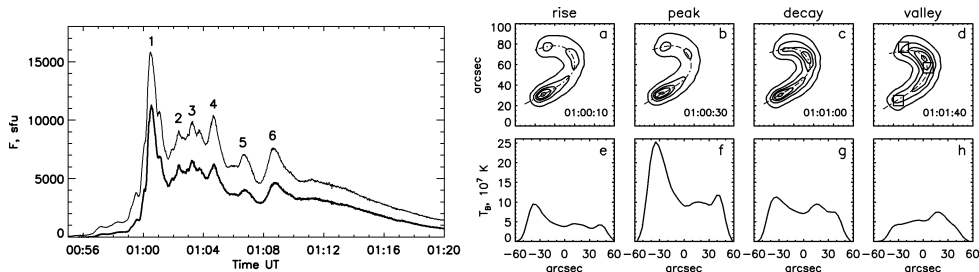 F, sfu
15000
10000
5000
0
1
2
3
4
5
6
00:56
01:00
01:04
01:08
01:12
01:16
01:20
Time UT
rise
peak
decay
valley
arcsec
100
80
60
40
20
0
a
01:00:10
b
01:00:30
c
01:01:00
d
01:01:40
T_B, 10^7 K
25
20
15
10
5
0
e
f
g
h
−60 −30 0 30 60
−60 −30 0 30 60
−60 −30 0 30 60
−60 −30 0 30 60
arcsec
arcsec
arcsec
arcsec